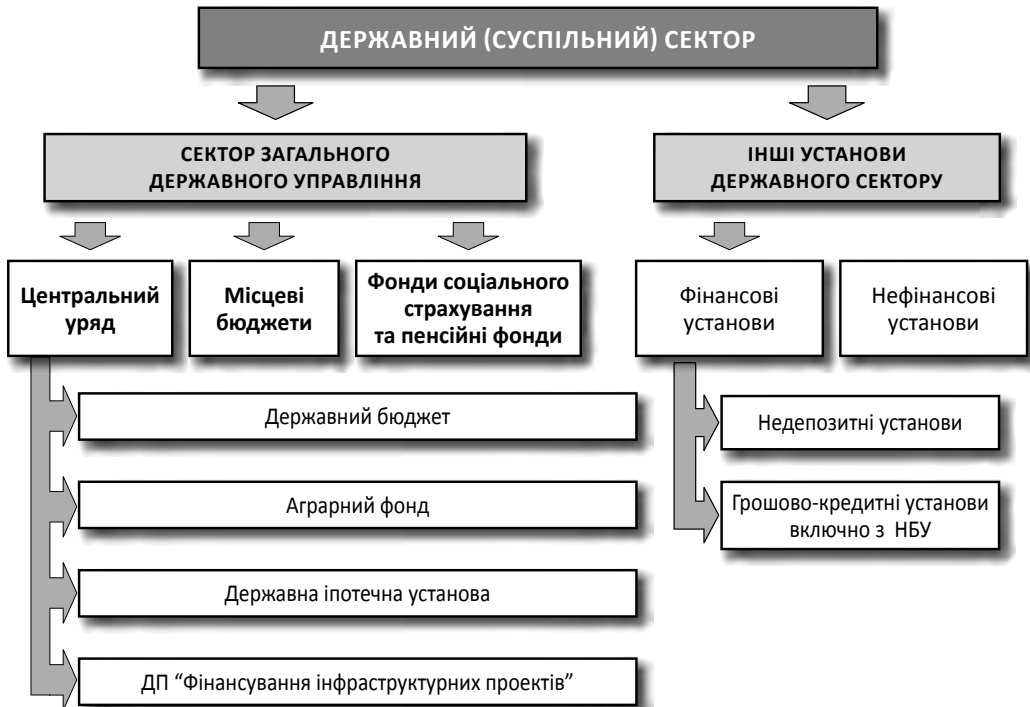 ДЕРЖАВНИЙ (СУСПІЛЬНИЙ) СЕКТОР
СЕКТОР ЗАГАЛЬНОГО
ДЕРЖАВНОГО УПРАВЛІННЯ
ІНШІ УСТАНОВИ
ДЕРЖАВНОГО СЕКТОРУ
Центральний
уряд
Місцеві
бюджети
Фонди соціального
страхування
та пенсійні фонди
Фінансові
установи
Нефінансові
установи
Державний бюджет
Аграрний фонд
Державна іпотечна установа
ДП “Фінансування інфраструктурних проектів”
Недепозитні установи
Грошово-кредитні установи
включно з НБУ